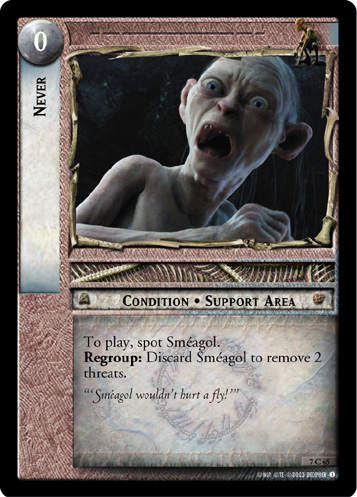 0
NEVER
CONDITION • SUPPORT AREA
To play, spot Sméagol.
Regroup: Discard Sméagol to remove 2
threats.
“‘Sméagol wouldn’t hurt a fly!’”
7 C 65